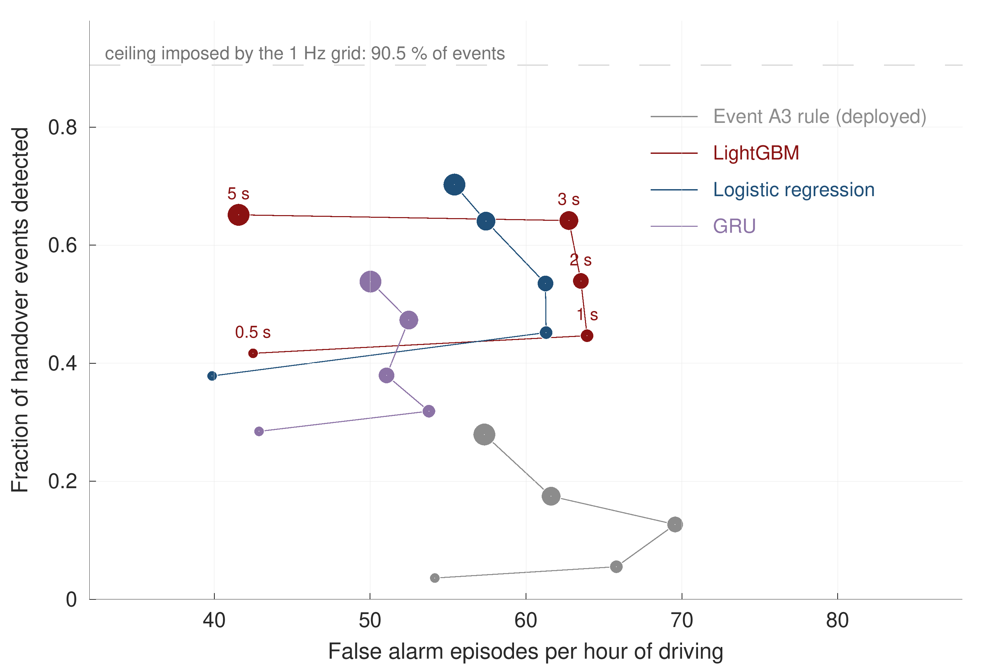 ceiling imposed by the 1 Hz grid: 90.5 % of events
Event A3 rule (deployed)
LightGBM
Logistic regression
GRU
5 s
3 s
2 s
1 s
0.5 s
Fraction of handover events detected
0.8
0.6
0.4
0.2
0
40
50
60
70
80
False alarm episodes per hour of driving